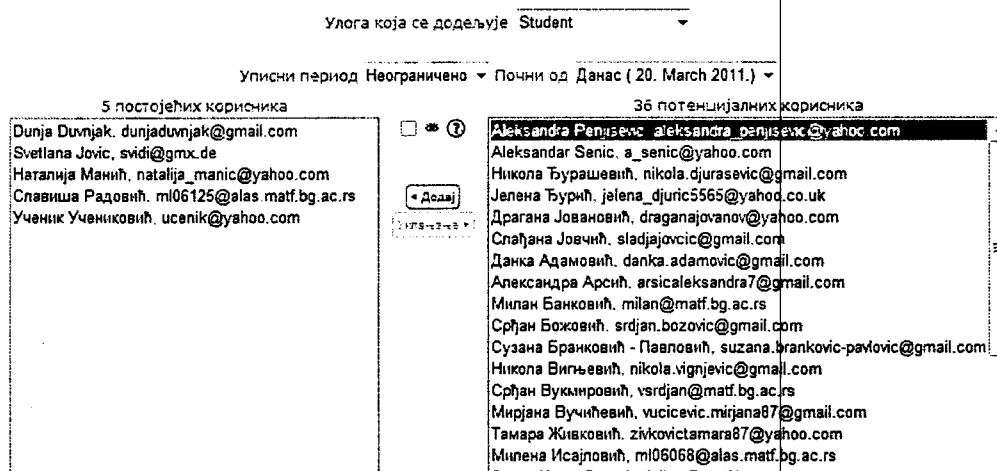 Улога која се додељује Student
Уписни период Неограничено Почни од Данас ( 20. March 2011.)
5 постојећих корисника
Dunja Duvnjak, dunjaduvnjak@gmail.com
Svetlana Jovic, svidi@gmx.de
Наталија Манић, natalija_manic@yahoo.com
Славиша Радовић, ml06125@alas.matf.bg.ac.rs
Ученик Учениковић, ucenik@yahoo.com
Додај
36 потенцијалних корисника
Aleksandra Penjisevic, aleksandra_penjisevic@yahoo.com
Aleksandar Senic, a_senic@yahoo.com
Никола Ђурашевић, nikola.djurasevic@gmail.com
Јелена Ђурић, jelena_djuric5565@yahoo.co.uk
Драгана Јовановић, draganajovanov@yahoo.com
Слађана Јовчић, sladjajovcic@gmail.com
Данка Адамовић, danka.adamovic@gmail.com
Александра Арсић, arsicaleksandra7@gmail.com
Милан Банковић, milan@matf.bg.ac.rs
Срђан Божовић, srdjan.bozovic@gmail.com
Сузана Бранковић - Павловић, suzana.brankovic-pavlovic@gmail.com
Никола Вигњевић, nikola.vignjevic@gmail.com
Срђан Вукмировић, vsrdjan@matf.bg.ac.rs
Мирјана Вучићевић, vucicevic.mirjana87@gmail.com
Тамара Живковић, zivkovictamara87@yahoo.com
Милена Исајловић, ml06068@alas.matf.bg.ac.rs